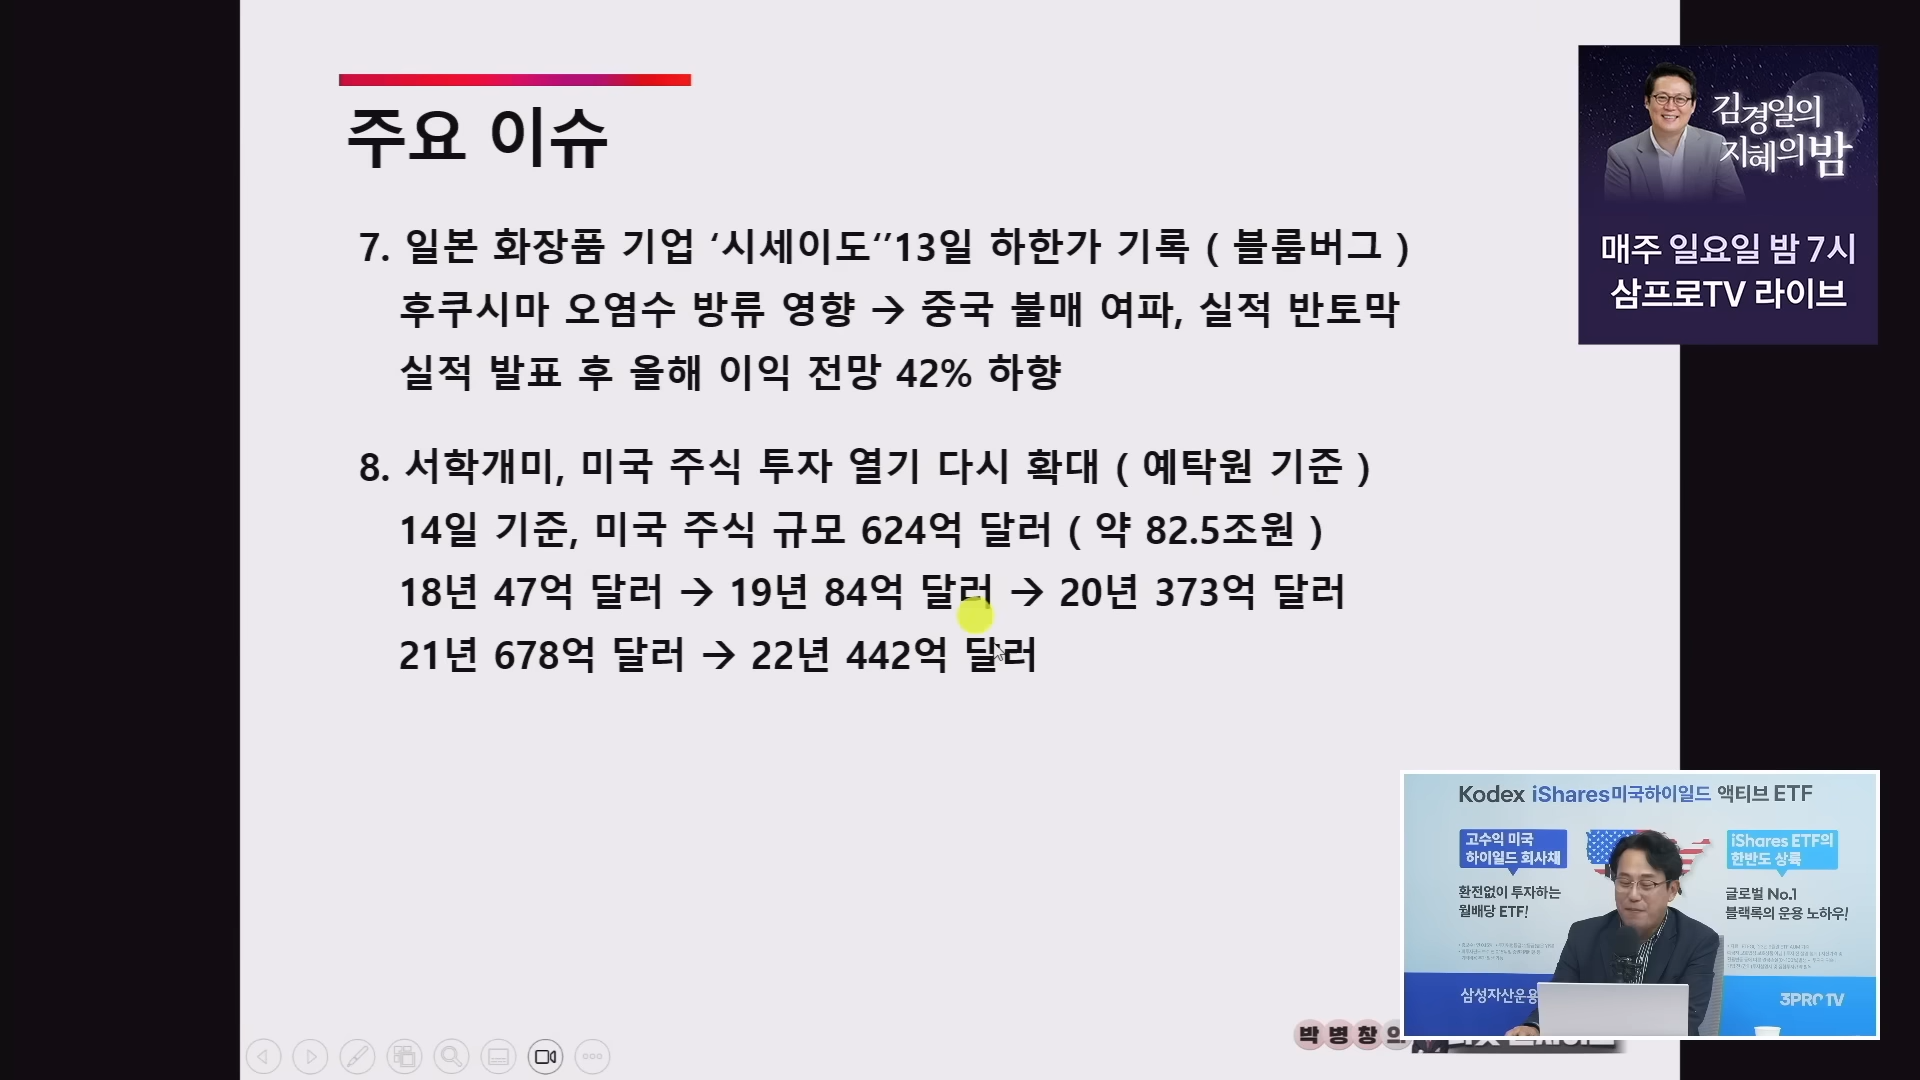 주요 이슈
7. 일본 화장품 기업 ‘시세이도‘’13일 하한가 기록 ( 블룸버그 )
후쿠시마 오염수 방류 영향 → 중국 불매 여파, 실적 반토막
실적 발표 후 올해 이익 전망 42% 하향
8. 서학개미, 미국 주식 투자 열기 다시 확대 ( 예탁원 기준 )
14일 기준, 미국 주식 규모 624억 달러 ( 약 82.5조원 )
18년 47억 달러 → 19년 84억 달러 → 20년 373억 달러
21년 678억 달러 → 22년 442억 달러
김경일의
지혜의 밤
매주 일요일 밤 7시
삼프로TV 라이브
Kodex iShares미국하이일드 액티브 ETF
고수익 미국
하이일드 회사채
환전없이 투자하는
월배당 ETF!
iShares ETF의
한반도 상륙
글로벌 No.1
블랙록의 운용 노하우!
삼성자산운용
3PRO TV
박병창의